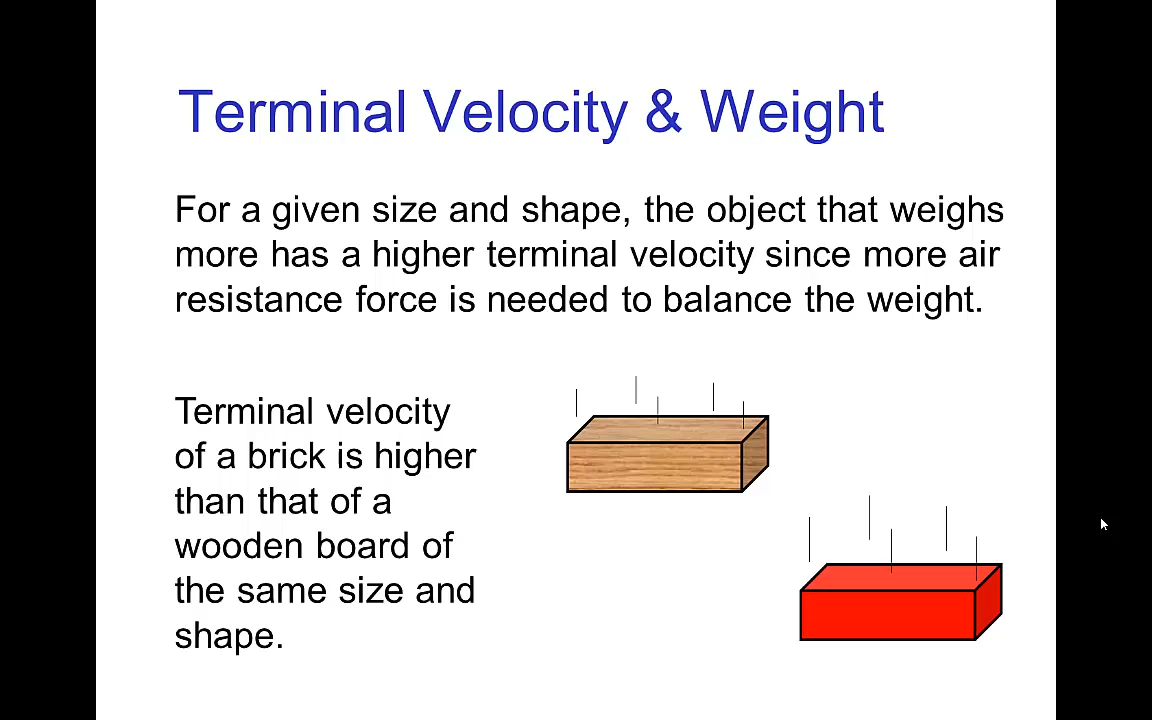 Terminal Velocity & Weight
For a given size and shape, the object that weighs
more has a higher terminal velocity since more air
resistance force is needed to balance the weight.
Terminal velocity
of a brick is higher
than that of a
wooden board of
the same size and
shape.